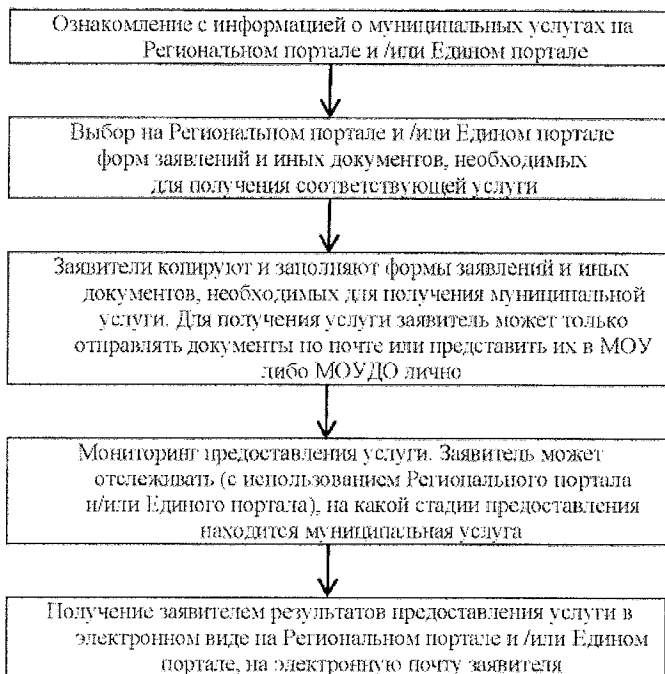 Ознакомление с информацией о муниципальных услугах на
Региональном портале и /или Едином портале
Выбор на Региональном портале и /или Едином портале
форм заявлений и иных документов, необходимых
для получения соответствующей услуги
Заявители копируют и заполняют формы заявлений и иных
документов, необходимых для получения муниципальной
услуги. Для получения услуги заявитель может только
отправлять документы по почте или представить их в МОУ
либо МОУДО лично
Мониторинг предоставления услуги. Заявитель может
отслеживать (с использованием Регионального портала
и/или Единого портала), на какой стадии предоставления
находится муниципальная услуга
Получение заявителем результатов предоставления услуги в
электронном виде на Региональном портале и /или Едином
портале, на электронную почту заявителя